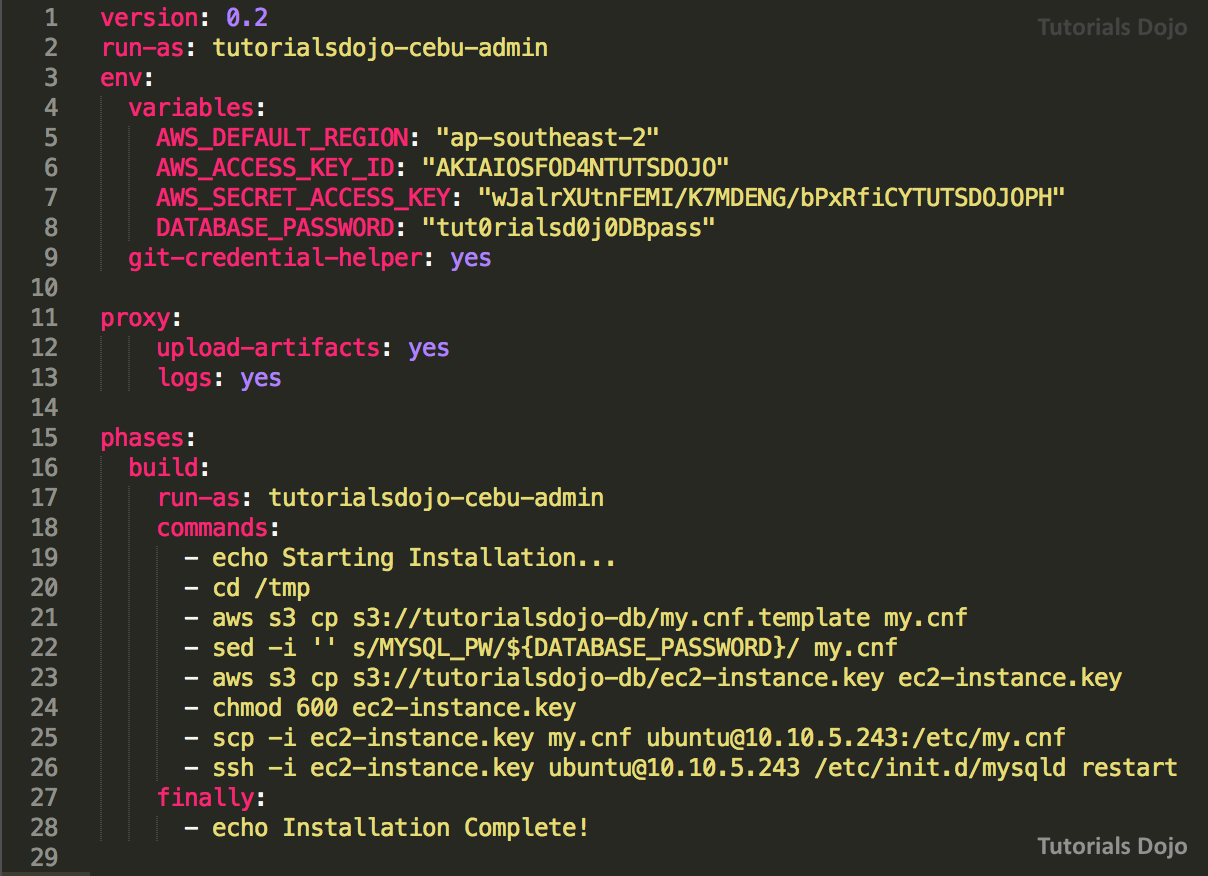 Tutorials Dojo
1 version: 0.2
2 run-as: tutorialsdojo-cebu-admin
3 env:
4   variables:
5     AWS_DEFAULT_REGION: "ap-southeast-2"
6     AWS_ACCESS_KEY_ID: "AKIAIOSFOD4NTUTSDOJO"
7     AWS_SECRET_ACCESS_KEY: "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"
8     DATABASE_PASSWORD: "tut0rialsd0j0DBpass"
9   git-credential-helper: yes
10
11 proxy:
12     upload-artifacts: yes
13     logs: yes
14
15 phases:
16   build:
17     run-as: tutorialsdojo-cebu-admin
18     commands:
19       - echo Starting Installation...
20       - cd /tmp
21       - aws s3 cp s3://tutorialsdojo-db/my.cnf.template my.cnf
22       - sed -i '' s/MYSQL_PW/${DATABASE_PASSWORD}/ my.cnf
23       - aws s3 cp s3://tutorialsdojo-db/ec2-instance.key ec2-instance.key
24       - chmod 600 ec2-instance.key
25       - scp -i ec2-instance.key my.cnf ubuntu@10.10.5.243:/etc/my.cnf
26       - ssh -i ec2-instance.key ubuntu@10.10.5.243 /etc/init.d/mysqld restart
27     finally:
28       - echo Installation Complete!
29
Tutorials Dojo